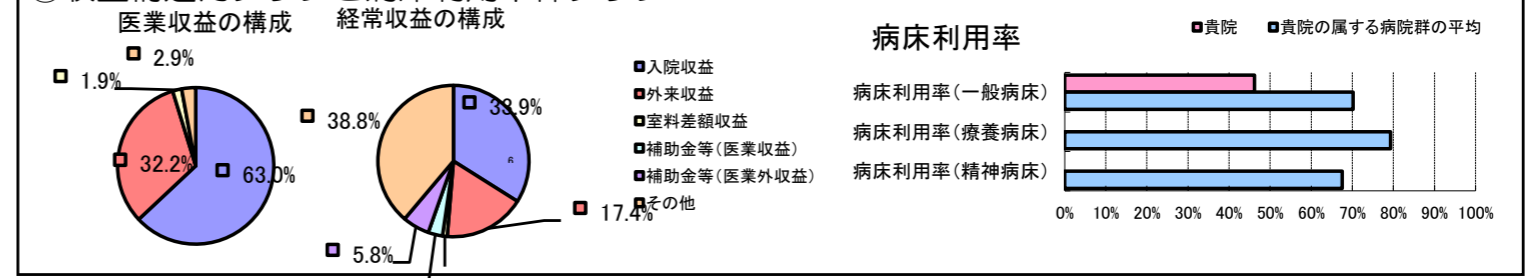 医業収益の構成
経常収益の構成
2.9%
1.9%
32.2%
63.0%
38.8%
33.9%
17.4%
5.8%
入院収益
外来収益
室料差額収益
補助金等(医業収益)
補助金等(医業外収益)
その他
病床利用率
貴院
貴院の属する病院群の平均
病床利用率(一般病床)
病床利用率(療養病床)
病床利用率(精神病床)
0% 10% 20% 30% 40% 50% 60% 70% 80% 90% 100%